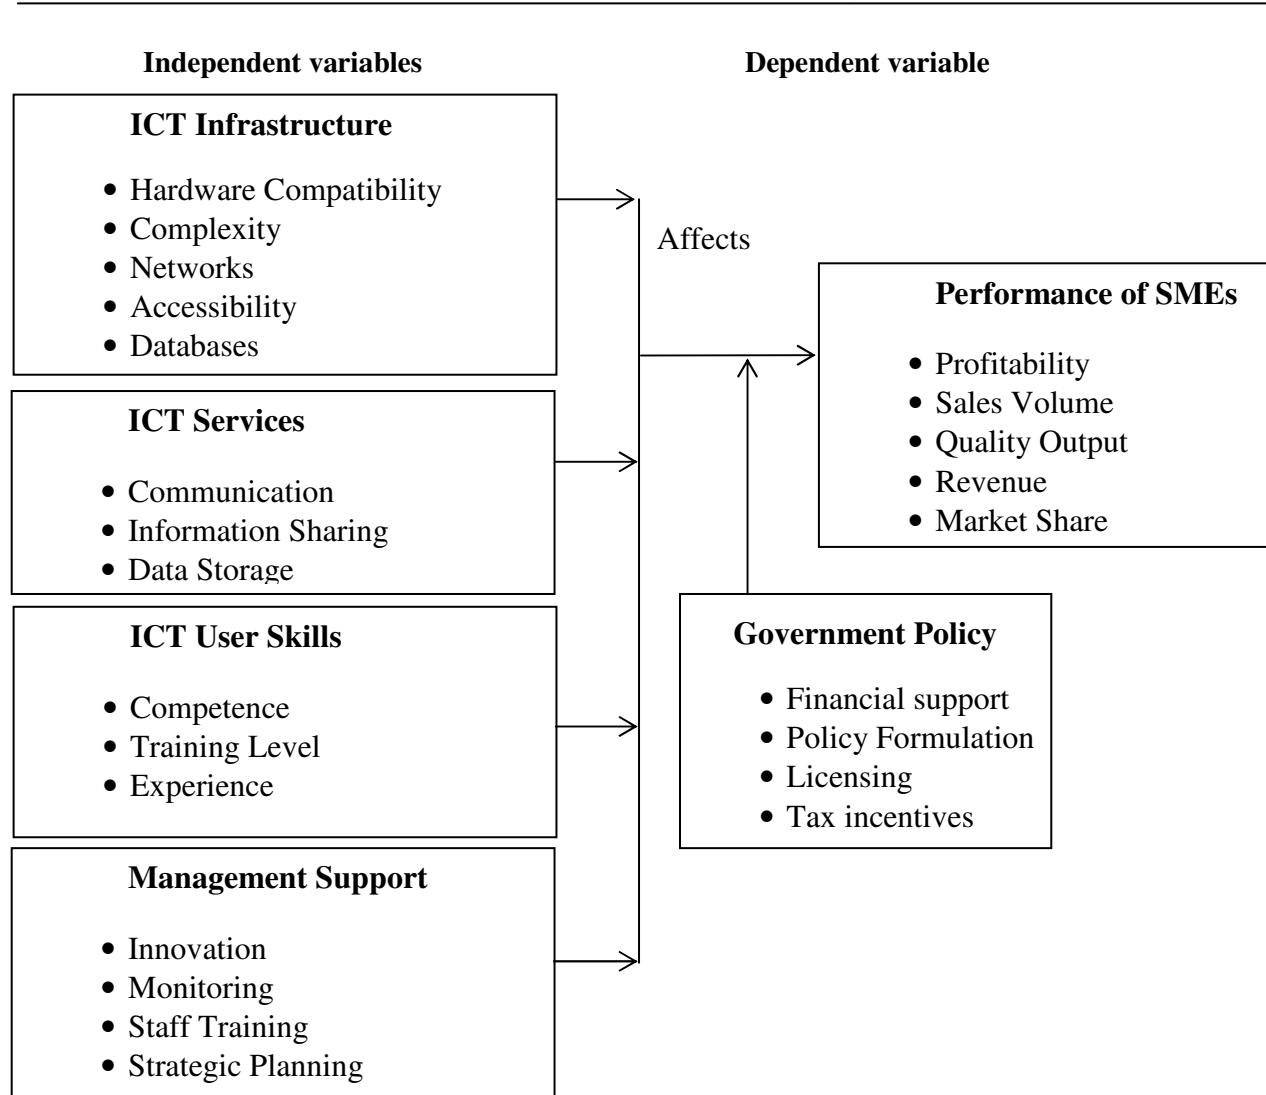 Independent variables
Dependent variable
ICT Infrastructure
• Hardware Compatibility
• Complexity
• Networks
• Accessibility
• Databases
ICT Services
• Communication
• Information Sharing
• Data Storage
ICT User Skills
• Competence
• Training Level
• Experience
Management Support
• Innovation
• Monitoring
• Staff Training
• Strategic Planning
Affects
Performance of SMEs
• Profitability
• Sales Volume
• Quality Output
• Revenue
• Market Share
Government Policy
• Financial support
• Policy Formulation
• Licensing
• Tax incentives